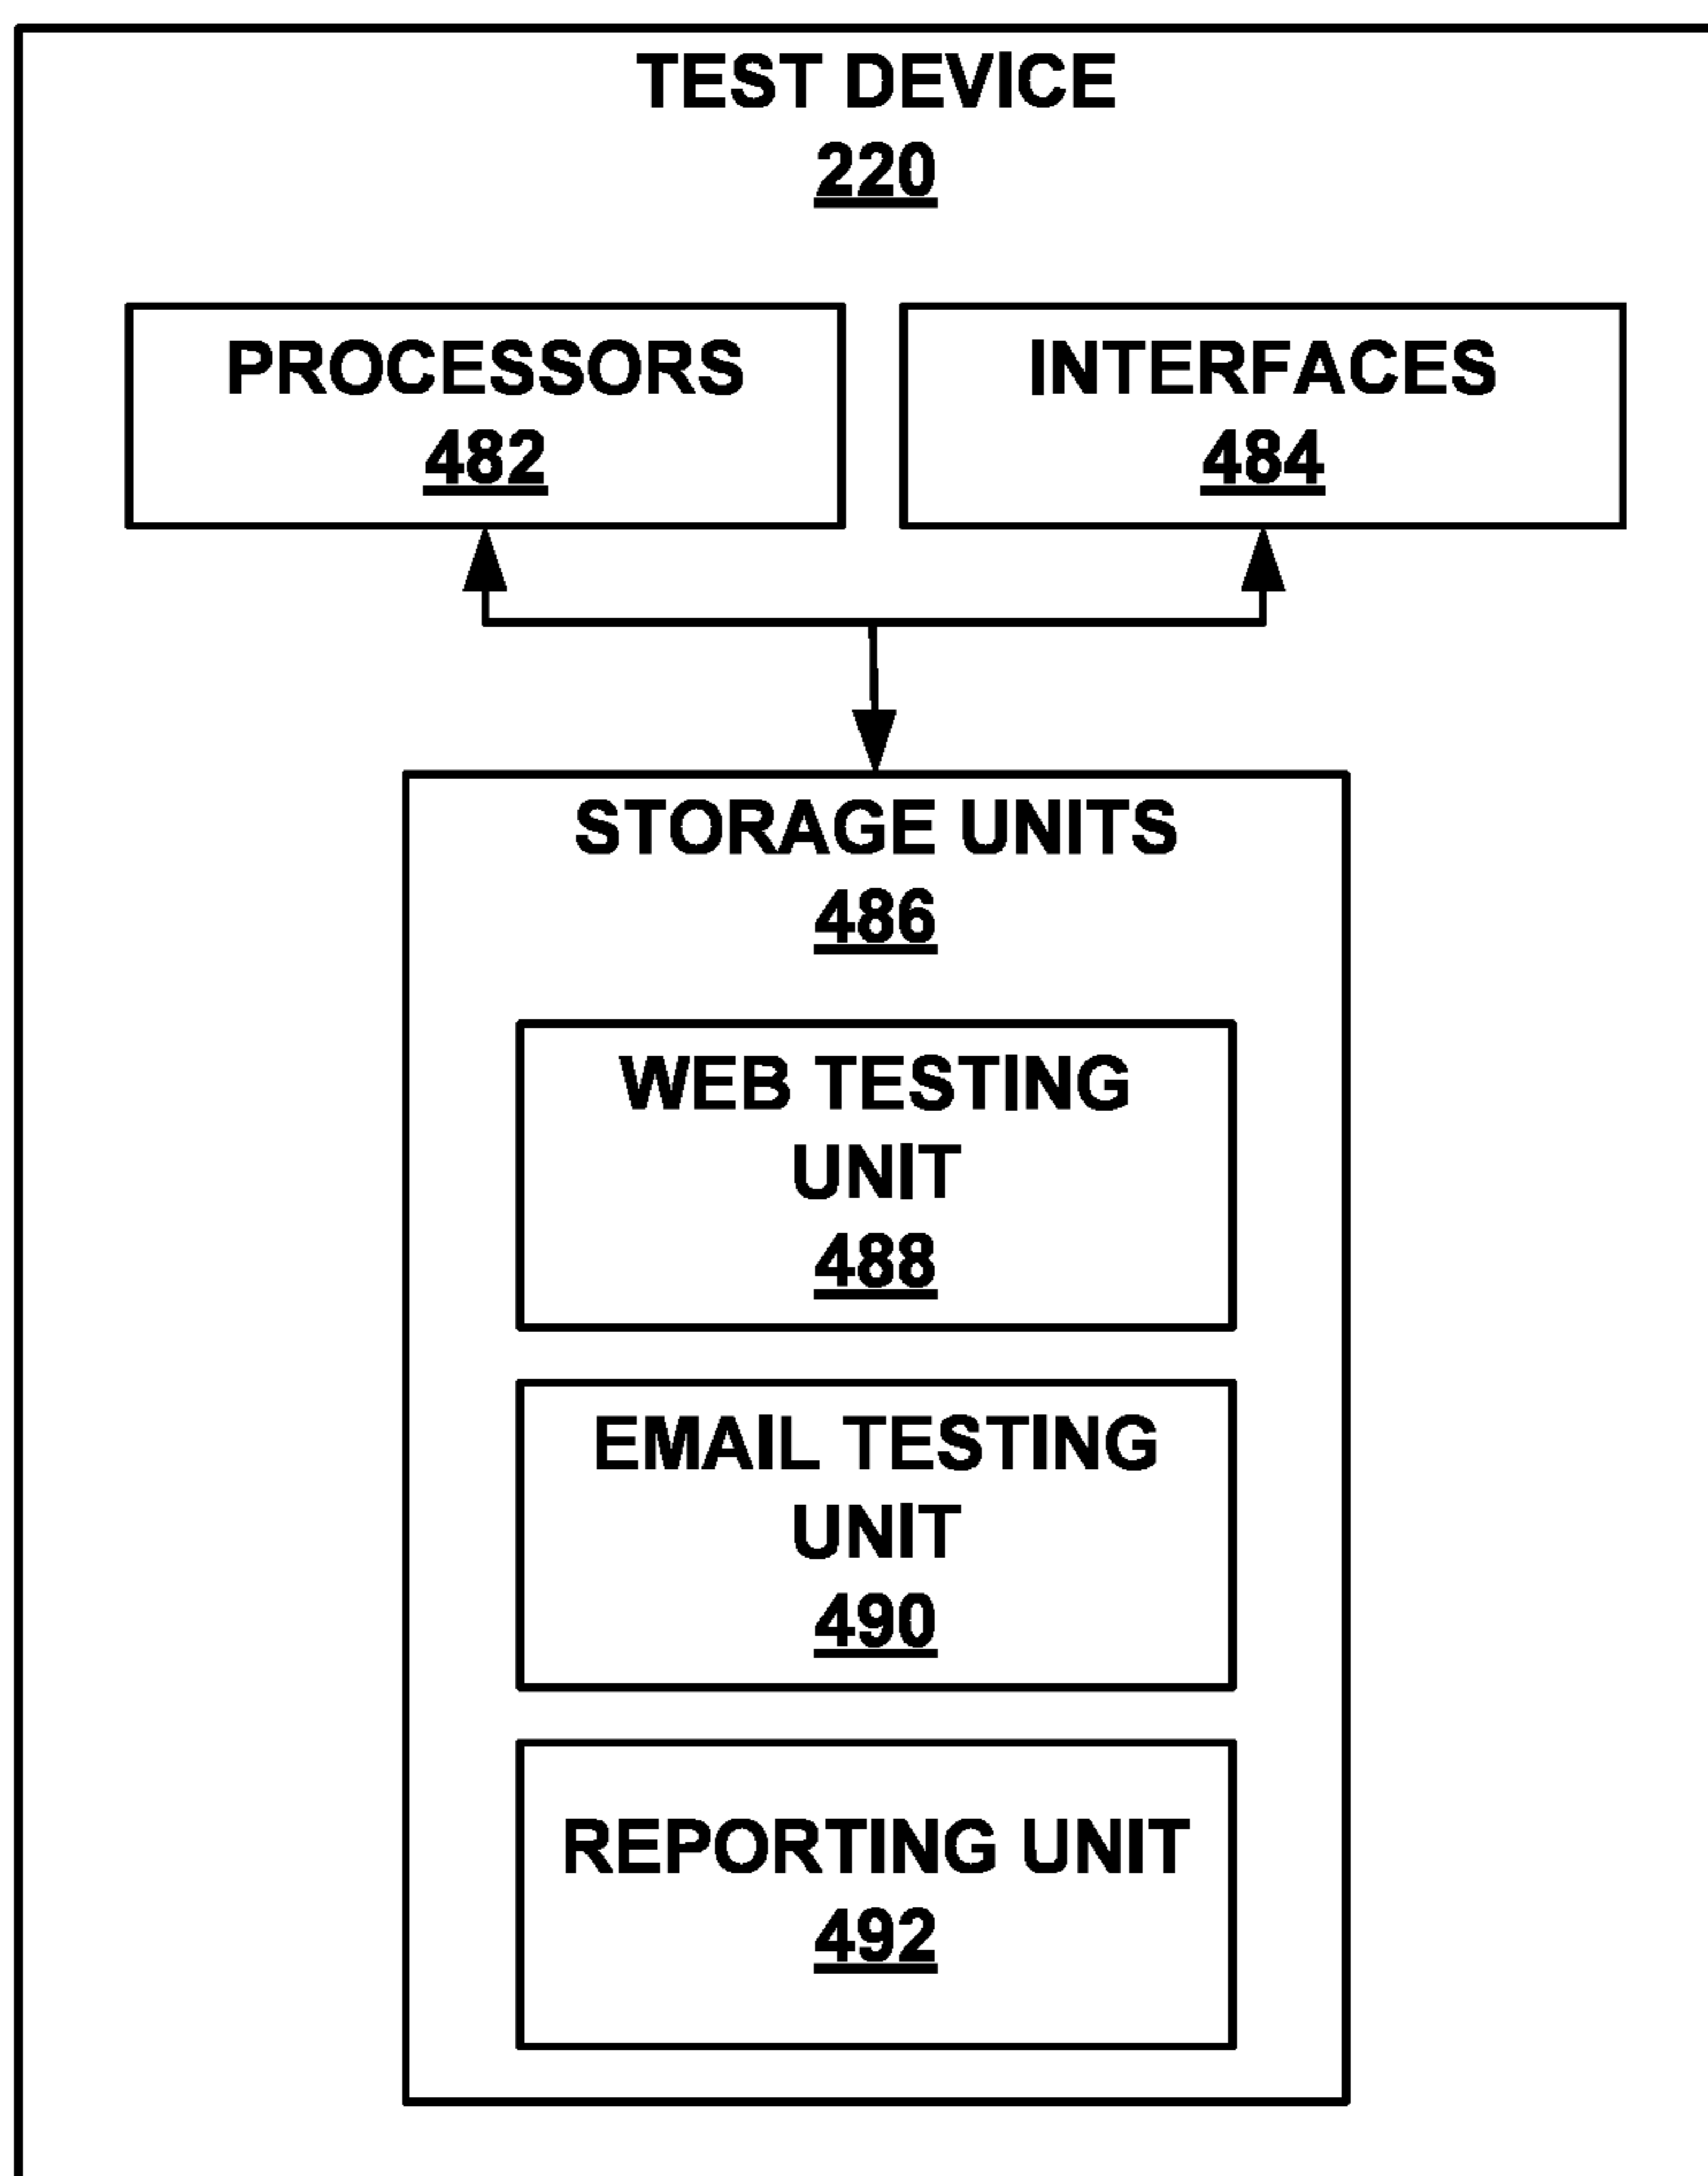 TEST DEVICE
220
PROCESSORS
482
INTERFACES
484
STORAGE UNITS
486
WEB TESTING
UNIT
488
EMAIL TESTING
UNIT
490
REPORTING UNIT
492